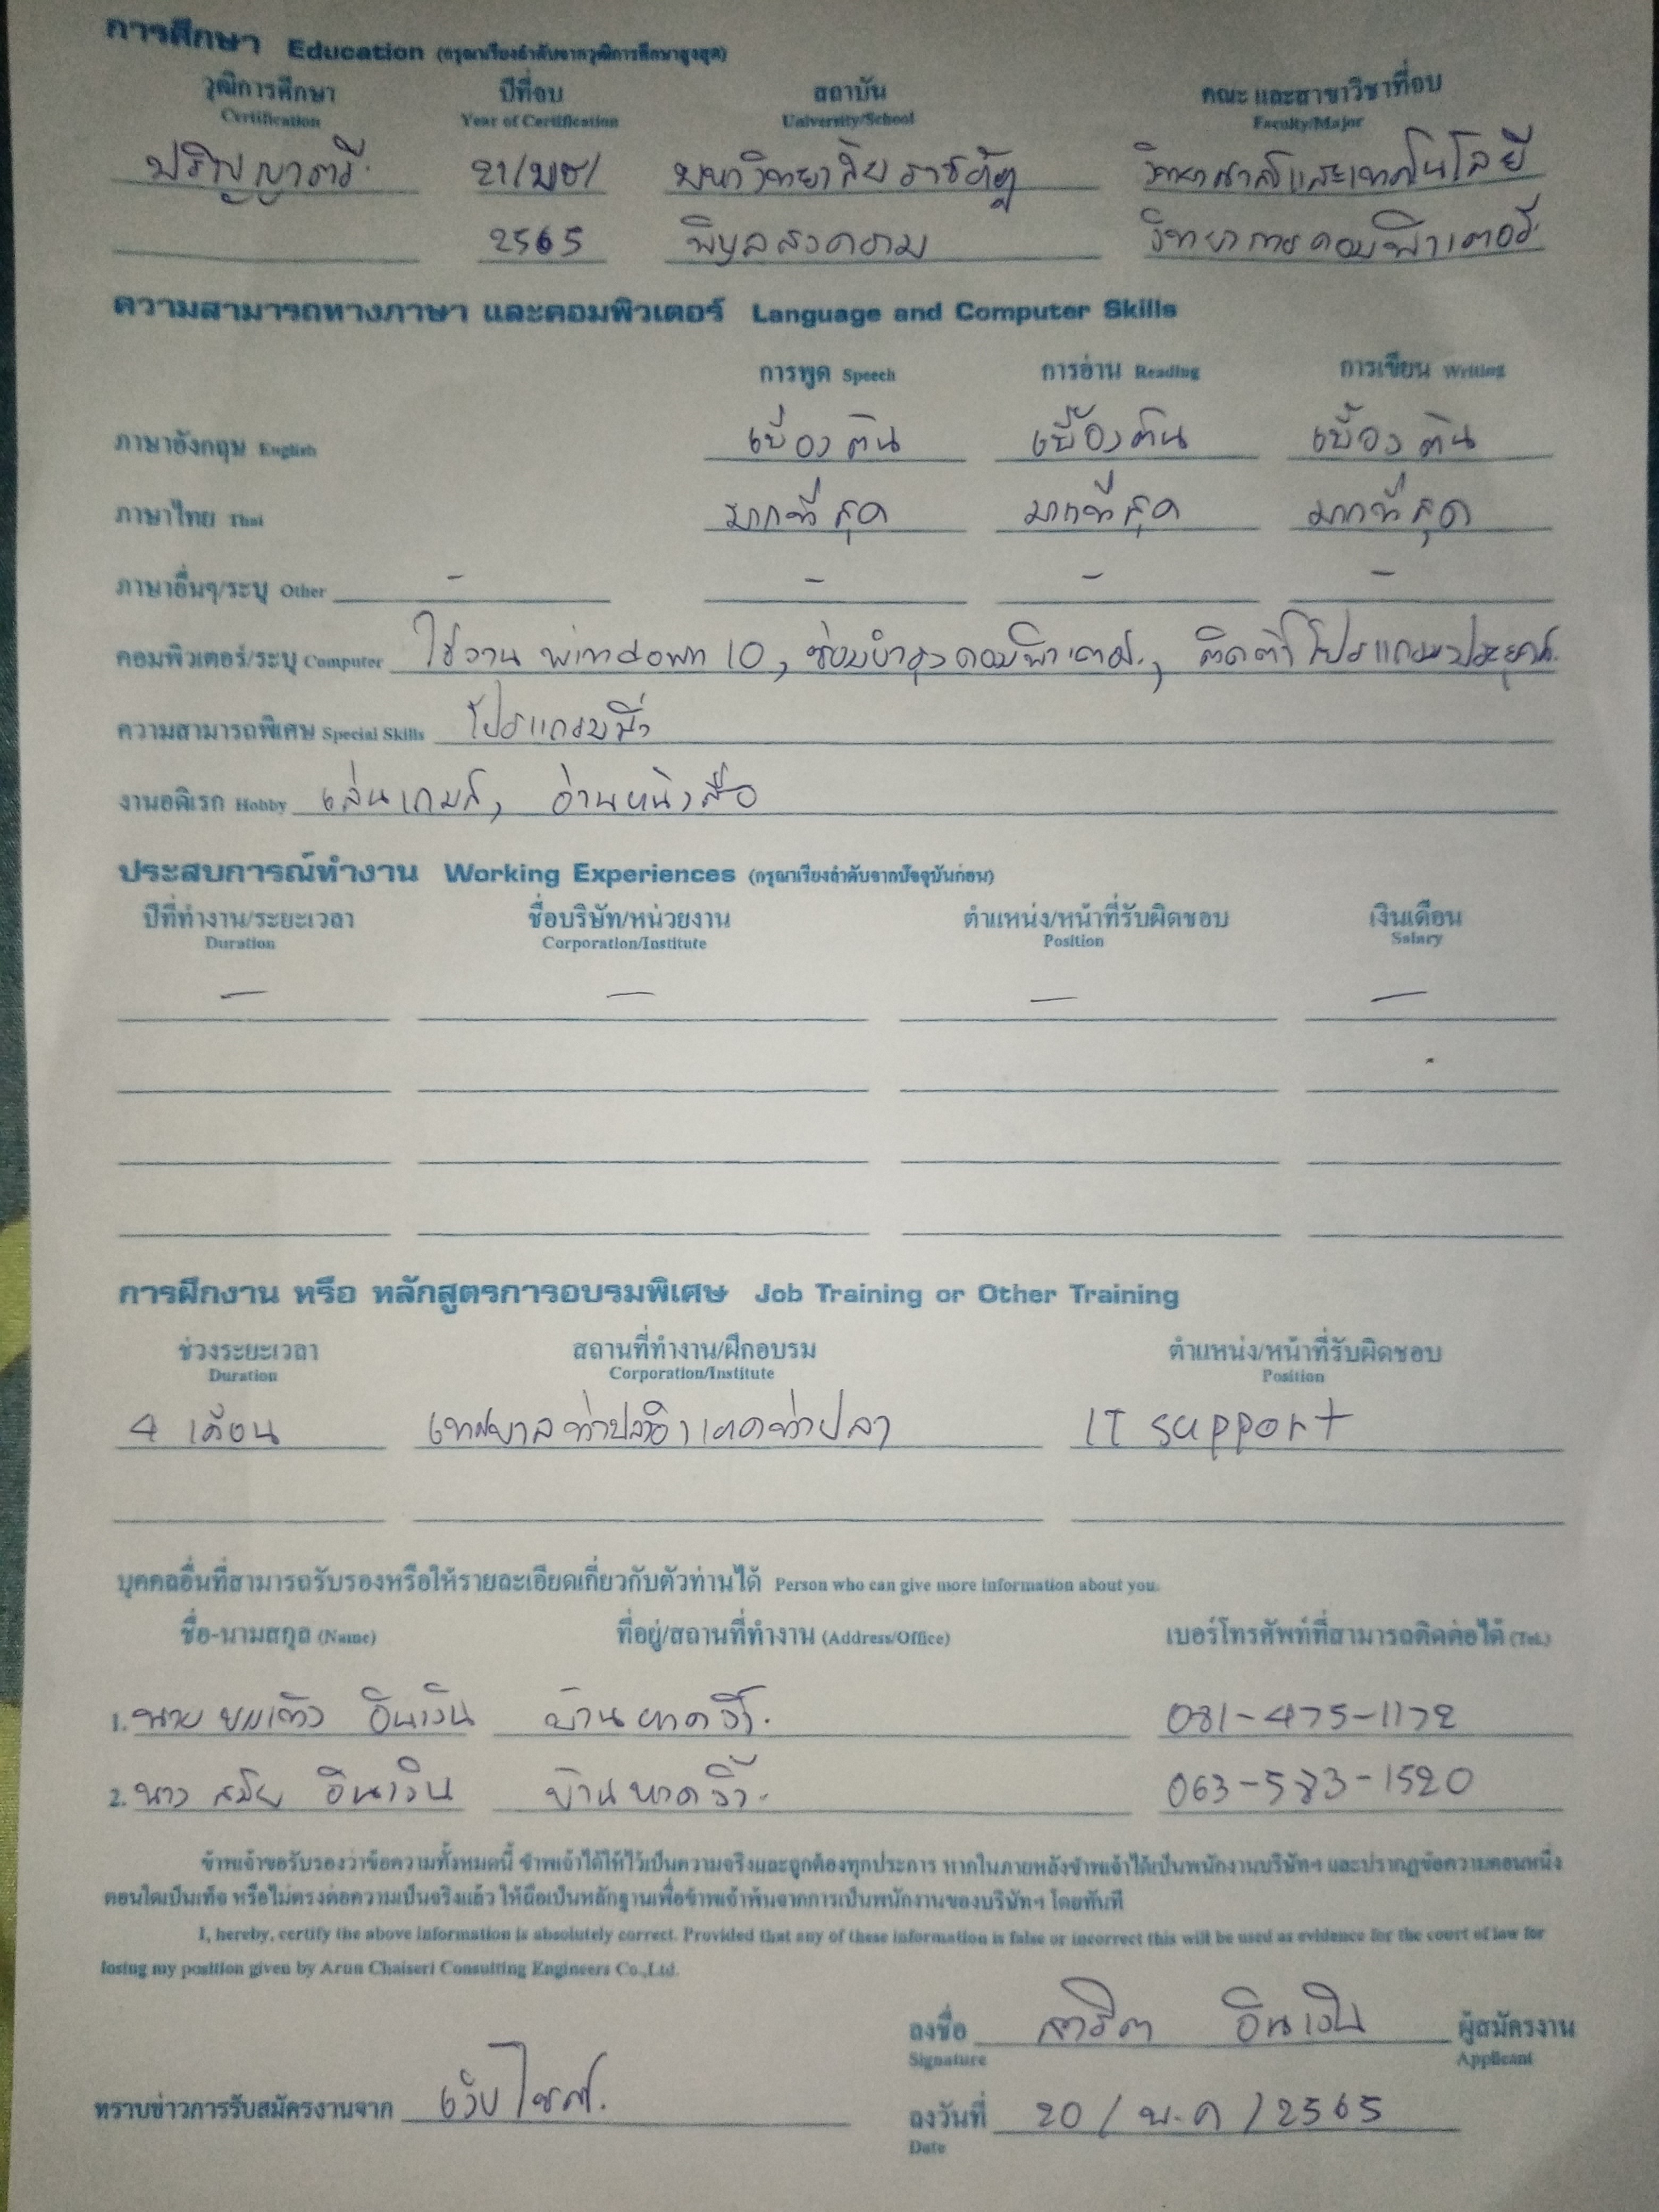 การศึกษา Education (กรุณาเรียงลำดับจากวุฒิการศึกษาสูงสุด)
วุฒิการศึกษา ปีที่จบ สถาบัน คณะ และสาขาวิชาที่จบ
Certification Year of Certification University/School Faculty/Major
ปริญญาตรี 21/เมษ/ มหาวิทยาลัยราชภัฏ วิทยาศาสตร์และเทคโนโลยี
2565 พิบูลสงคราม วิทยาการคอมพิวเตอร์
ความสามารถทางภาษา และคอมพิวเตอร์ Language and Computer Skills
การพูด Speech การอ่าน Reading การเขียน Writing
ภาษาอังกฤษ English เบื้องต้น เบื้องต้น เบื้องต้น
ภาษาไทย Thai มากที่สุด มากที่สุด มากที่สุด
ภาษาอื่นๆ/ระบุ Other - - - -
คอมพิวเตอร์/ระบุ Computer ใช้งาน windown 10, ซ่อมบำรุงคอมพิวเตอร์, ติดตั้งโปรแกรมประยุกต์
ความสามารถพิเศษ Special Skills โปรแกรมมิ่ง
งานอดิเรก Hobby เล่นเกมส์, อ่านหนังสือ
ประสบการณ์ทำงาน Working Experiences (กรุณาเรียงลำดับจากปัจจุบันก่อน)
ปีที่ทำงาน/ระยะเวลา ชื่อบริษัท/หน่วยงาน ตำแหน่ง/หน้าที่รับผิดชอบ เงินเดือน
Duration Corporation/Institute Position Salary
- - - -
การฝึกงาน หรือ หลักสูตรการอบรมพิเศษ Job Training or Other Training
ช่วงระยะเวลา สถานที่ทำงาน/ฝึกอบรม ตำแหน่ง/หน้าที่รับผิดชอบ
Duration Corporation/Institute Position
4 เดือน IT support
บุคคลอื่นที่สามารถรับรองหรือให้รายละเอียดเกี่ยวกับตัวท่านได้ Person who can give more information about you.
ชื่อ-นามสกุล (Name) ที่อยู่/สถานที่ทำงาน (Address/Office) เบอร์โทรศัพท์ที่สามารถติดต่อได้ (Tel.)
1. นาย อินเงิน บ้านหาดงิ้ว 081-475-1172
2. นาง สมัย อินเงิน บ้านหาดงิ้ว 063-583-1520
ข้าพเจ้าขอรับรองว่าข้อความทั้งหมดนี้ ข้าพเจ้าได้ให้ไว้เป็นความจริงและถูกต้องทุกประการ หากในภายหลังข้าพเจ้าได้เป็นพนักงานบริษัทฯ และปรากฏข้อความตอนหนึ่ง
ตอนใดเป็นเท็จ หรือไม่ตรงต่อความเป็นจริงแล้ว ให้ถือเป็นหลักฐานเพื่อข้าพเจ้าพ้นจากการเป็นพนักงานของบริษัทฯ โดยทันที
I, hereby, certify the above information is absolutely correct. Provided that any of these information is false or incorrect this will be used as evidence for the court of law for
losing my position given by Arun Chaiseri Consulting Engineers Co.,Ltd.
ลงชื่อ อินเงิน ผู้สมัครงาน
Signature Applicant
ทราบข่าวการรับสมัครงานจาก เว็บไซต์
ลงวันที่ 20 / พ.ค / 2565
Date